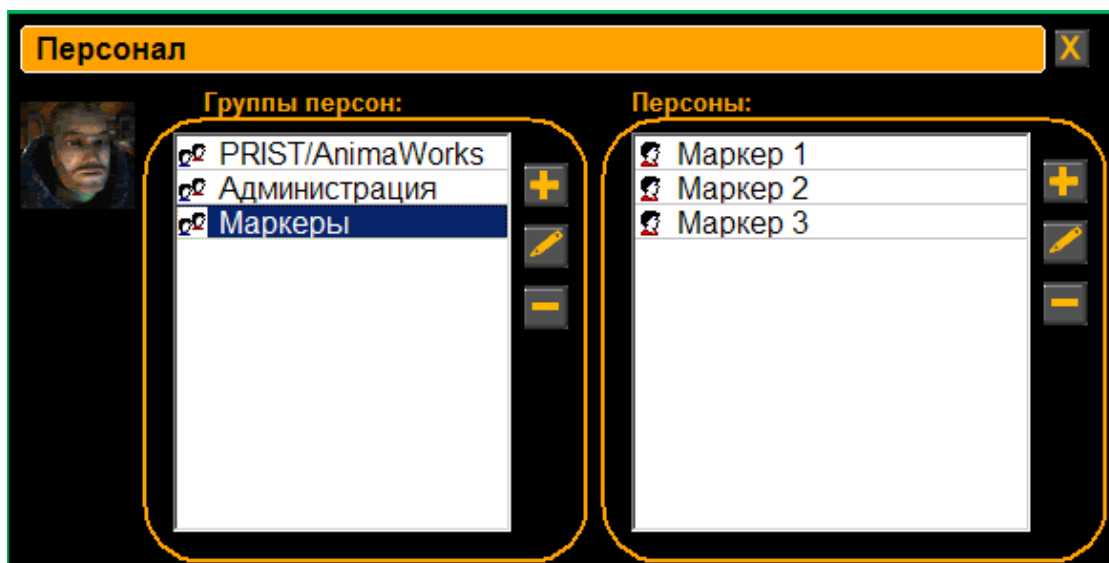 Персонал
X
Группы персон:
PRIST/AnimaWorks
Администрация
Маркеры
Персоны:
Маркер 1
Маркер 2
Маркер 3